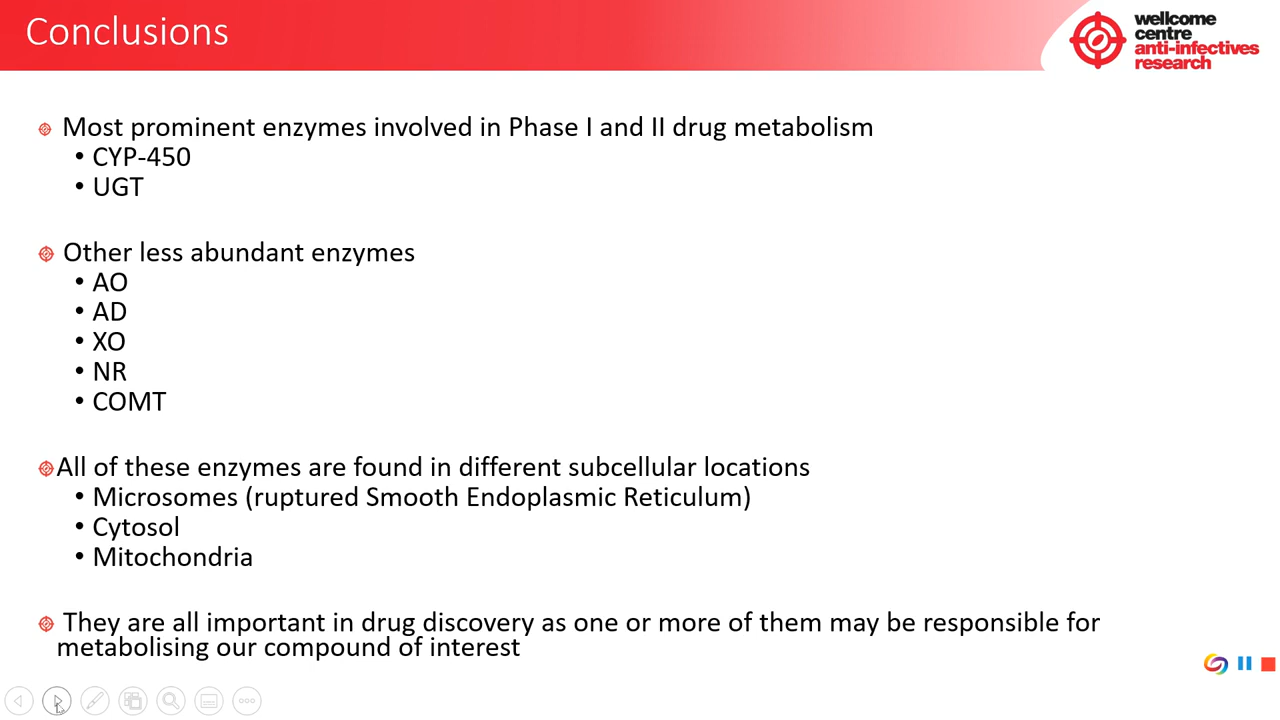 Conclusions
wellcome
centre
anti-infectives
research
Most prominent enzymes involved in Phase I and II drug metabolism
• CYP-450
• UGT
Other less abundant enzymes
• AO
• AD
• XO
• NR
• COMT
All of these enzymes are found in different subcellular locations
• Microsomes (ruptured Smooth Endoplasmic Reticulum)
• Cytosol
• Mitochondria
They are all important in drug discovery as one or more of them may be responsible for
metabolising our compound of interest